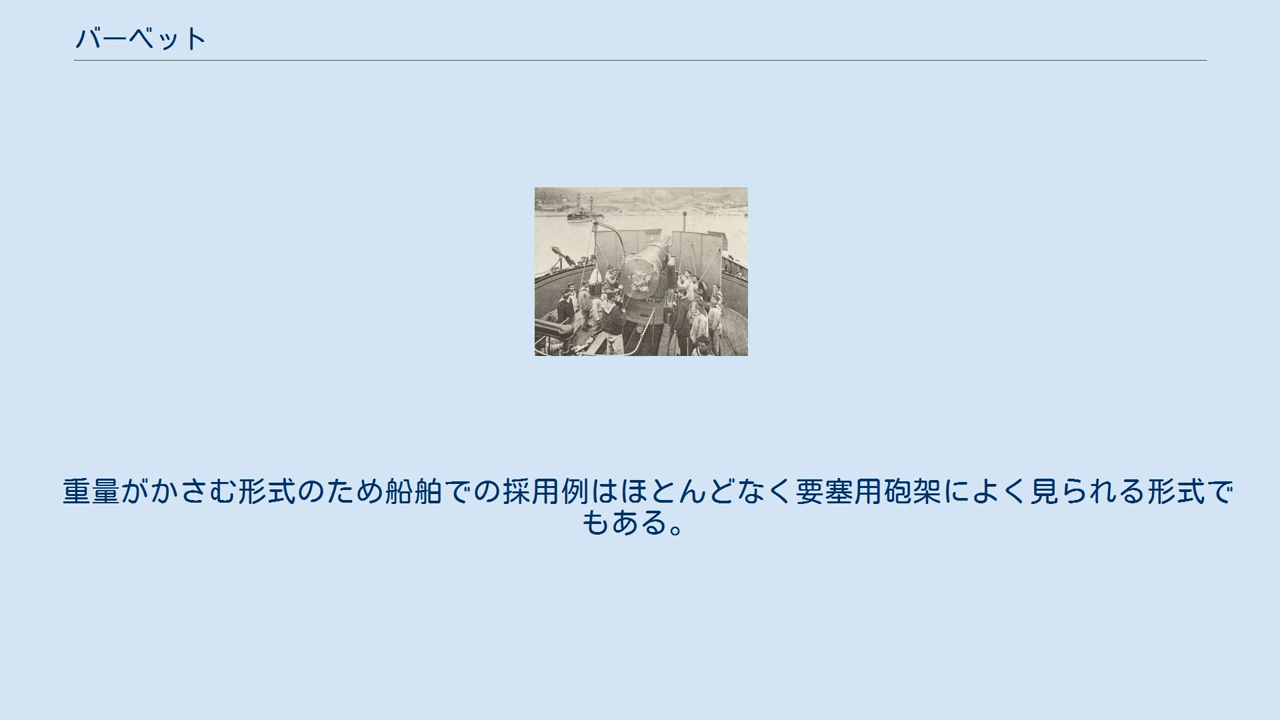 バーベット
重量がかさむ形式のため船舶での採用例はほとんどなく要塞用砲架によく見られる形式で
もある。